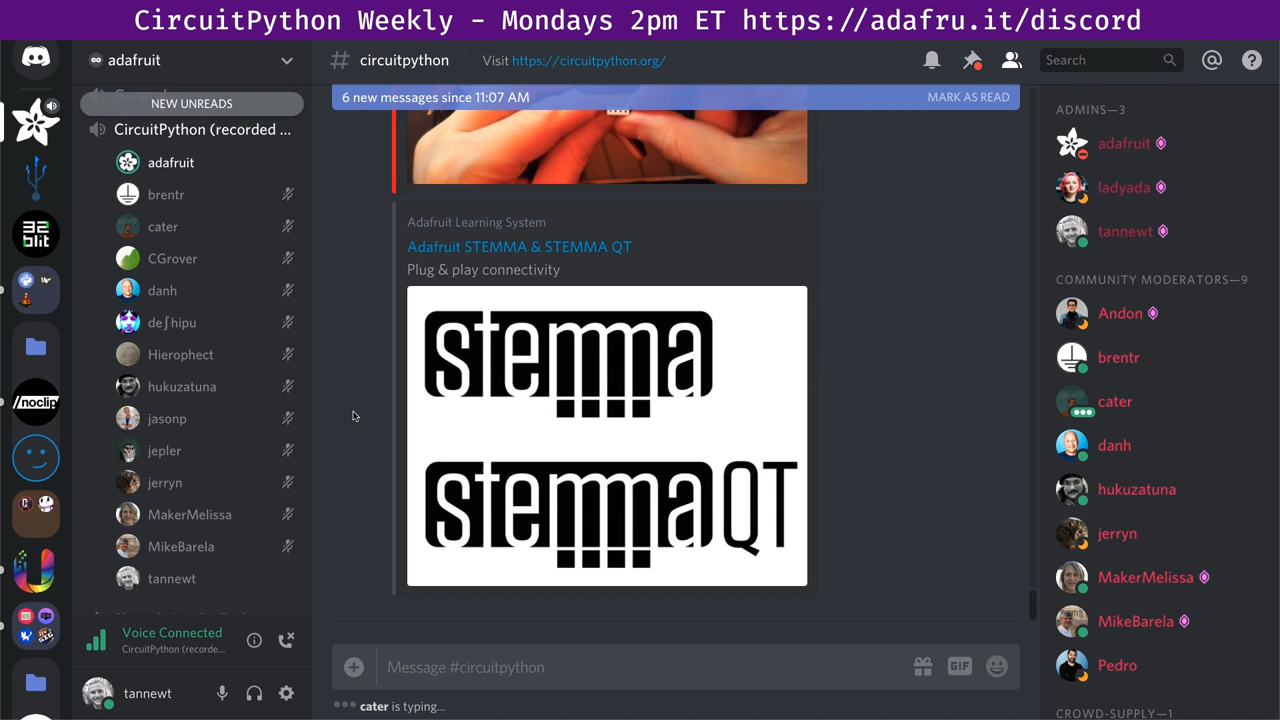 CircuitPython Weekly - Mondays 2pm ET https://adafru.it/discord
adafruit
General
NEW UNREADS
CircuitPython (recorded ...
adafruit
brentr
cater
CGrover
danh
de∫hipu
Hierophect
hukuzatuna
jasonp
jepler
jerryn
MakerMelissa
MikeBarela
tannewt
Voice Connected
CircuitPython (recorde...
tannewt
32
blit
/noclip
# circuitpython
Visit https://circuitpython.org/
Search
6 new messages since 11:07 AM
MARK AS READ
Adafruit Learning System
Adafruit STEMMA & STEMMA QT
Plug & play connectivity
stemma
stemma QT
Message #circuitpython
GIF
cater is typing...
ADMINS—3
adafruit
ladyada
tannewt
COMMUNITY MODERATORS—9
Andon
brentr
cater
danh
hukuzatuna
jerryn
MakerMelissa
MikeBarela
Pedro
CROWD-SUPPLY—1